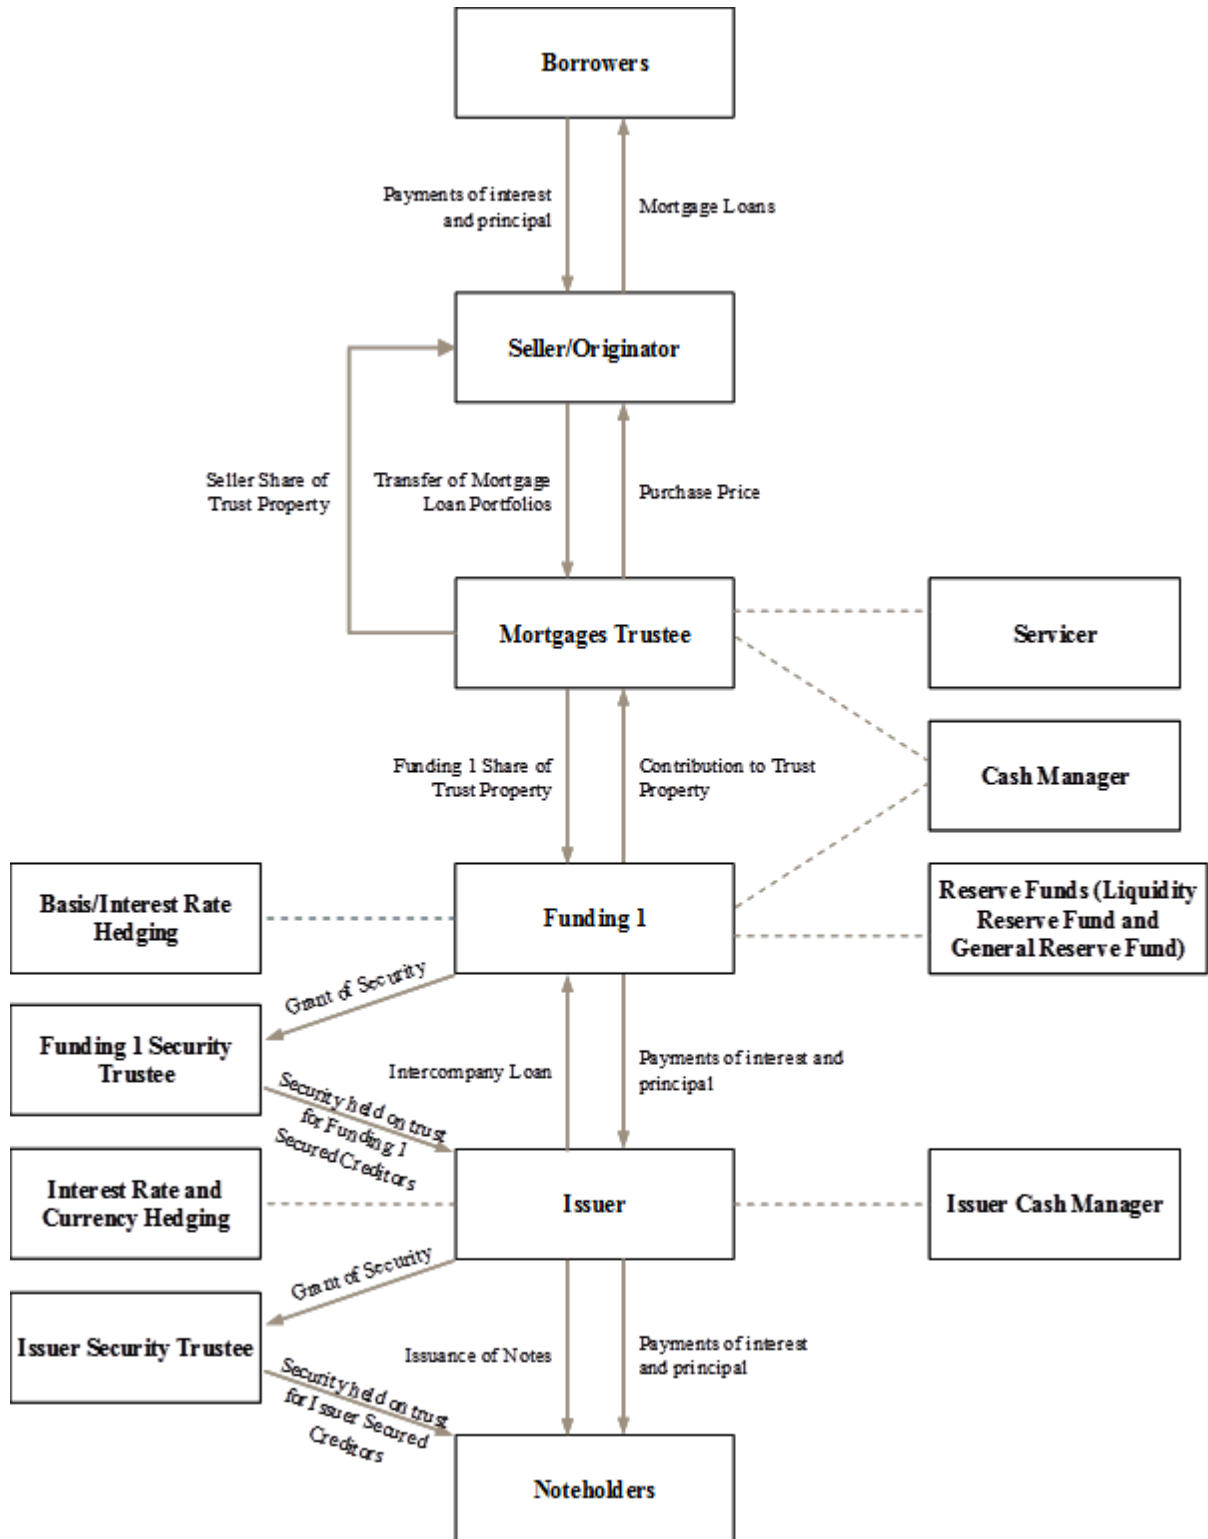 Borrowers
Payments of interest
and principal
Mortgage Loans
Seller/Originator
Seller Share of
Trust Property
Transfer of Mortgage
Loan Portfolios
Purchase Price
Mortgages Trustee
Servicer
Funding 1 Share of
Trust Property
Contribution to Trust
Property
Cash Manager
Basis/Interest Rate
Hedging
Funding 1
Reserve Funds (Liquidity
Reserve Fund and
General Reserve Fund)
Grant of Security
Funding 1 Security
Trustee
Intercompany Loan
Payments of interest and
principal
Security held on trust
for Funding 1
Secured Creditors
Interest Rate and
Currency Hedging
Issuer
Issuer Cash Manager
Grant of Security
Issuer Security Trustee
Issuance of Notes
Payments of interest
and principal
Security held on trust
for Issuer Secured
Creditors
Noteholders